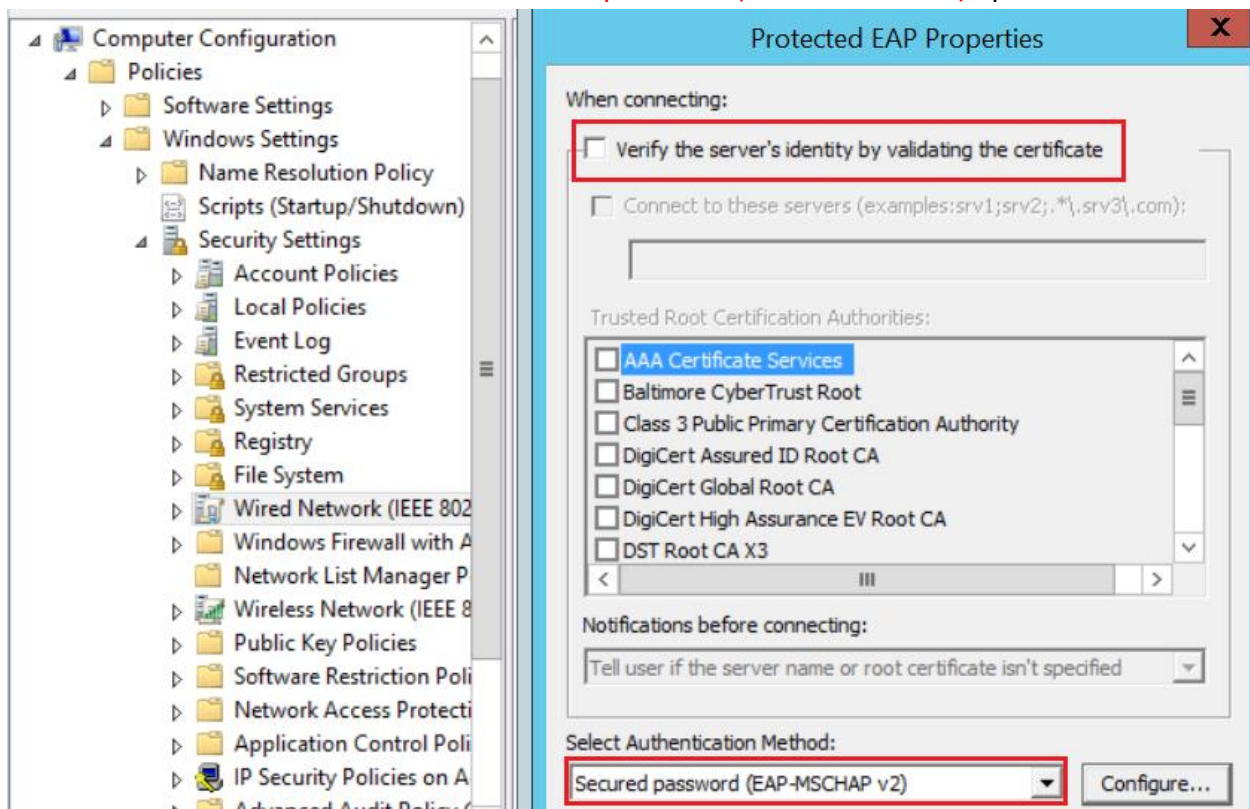 Computer Configuration
Policies
Software Settings
Windows Settings
Name Resolution Policy
Scripts (Startup/Shutdown)
Security Settings
Account Policies
Local Policies
Event Log
Restricted Groups
System Services
Registry
File System
Wired Network (IEEE 802
Windows Firewall with A
Network List Manager P
Wireless Network (IEEE 8
Public Key Policies
Software Restriction Poli
Network Access Protecti
Application Control Poli
IP Security Policies on A
Protected EAP Properties
X
When connecting:
Verify the server's identity by validating the certificate
Connect to these servers (examples:srv1;srv2;.*\.srv3\.com):
Trusted Root Certification Authorities:
AAA Certificate Services
Baltimore CyberTrust Root
Class 3 Public Primary Certification Authority
DigiCert Assured ID Root CA
DigiCert Global Root CA
DigiCert High Assurance EV Root CA
DST Root CA X3
Notifications before connecting:
Tell user if the server name or root certificate isn't specified
Select Authentication Method:
Secured password (EAP-MSCHAP v2)
Configure...